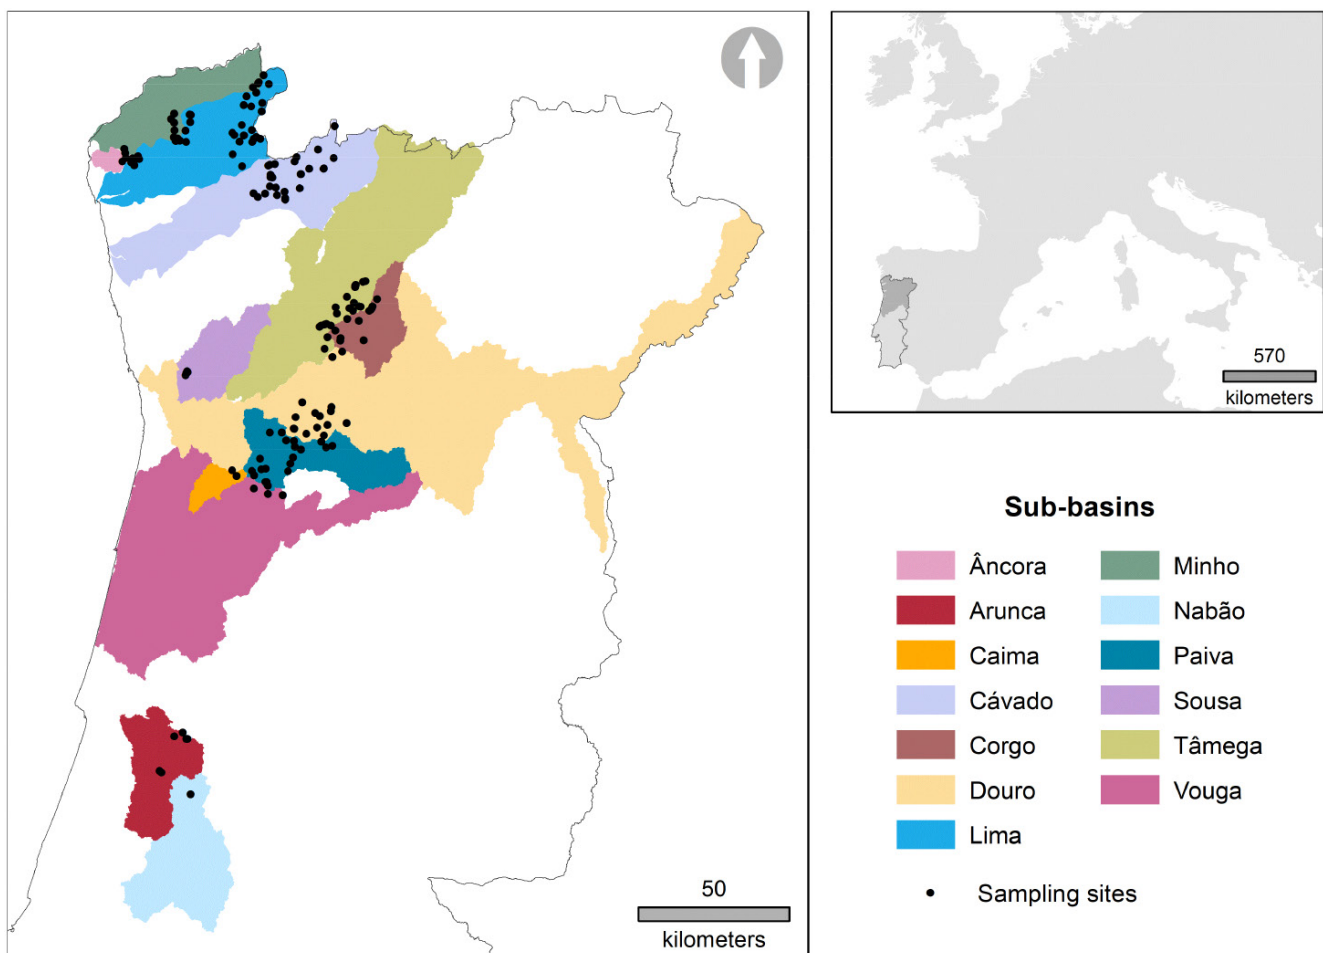 50
kilometers
570
kilometers
Sub-basins
Âncora
Arunca
Caima
Cávado
Corgo
Douro
Lima
Minho
Nabão
Paiva
Sousa
Tâmega
Vouga
Sampling sites